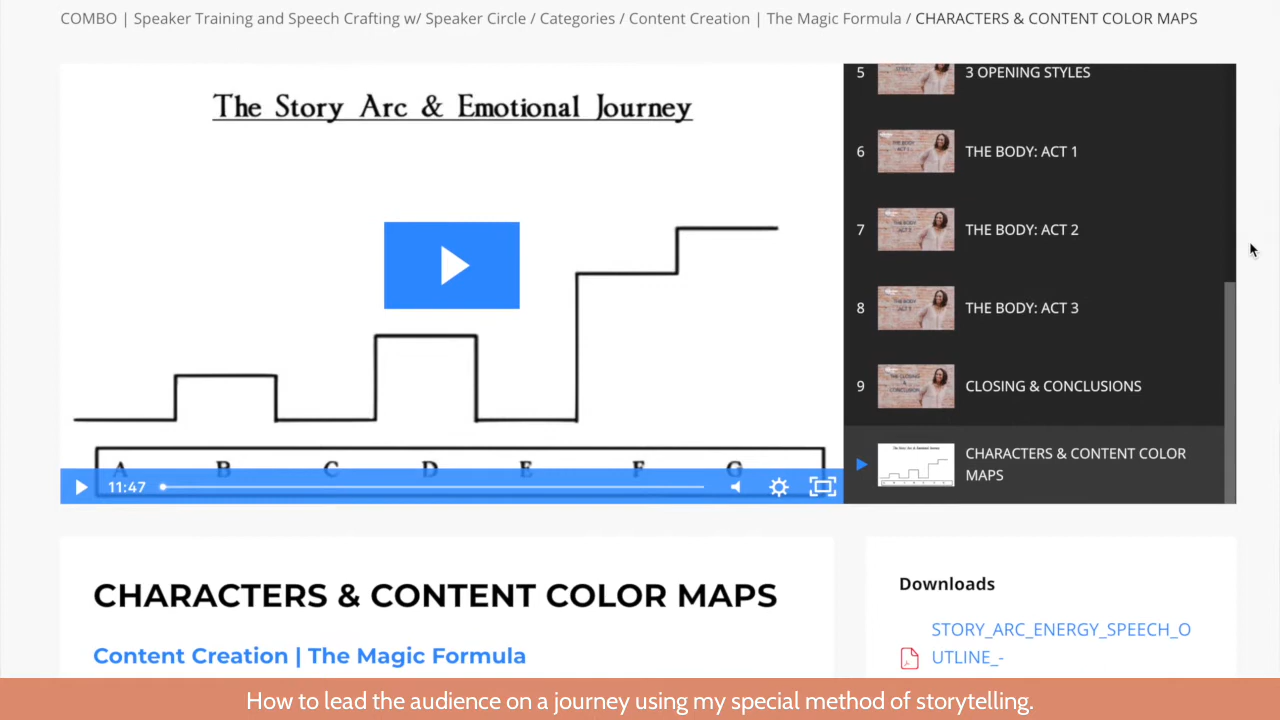 COMBO | Speaker Training and Speech Crafting w/ Speaker Circle / Categories / Content Creation | The Magic Formula / CHARACTERS & CONTENT COLOR MAPS
The Story Arc & Emotional Journey
A B C D E F G
11:47
5 3 OPENING STYLES
6 THE BODY: ACT 1
7 THE BODY: ACT 2
8 THE BODY: ACT 3
9 CLOSING & CONCLUSIONS
CHARACTERS & CONTENT COLOR
MAPS
CHARACTERS & CONTENT COLOR MAPS
Content Creation | The Magic Formula
Downloads
STORY_ARC_ENERGY_SPEECH_O
UTLINE_-
How to lead the audience on a journey using my special method of storytelling.